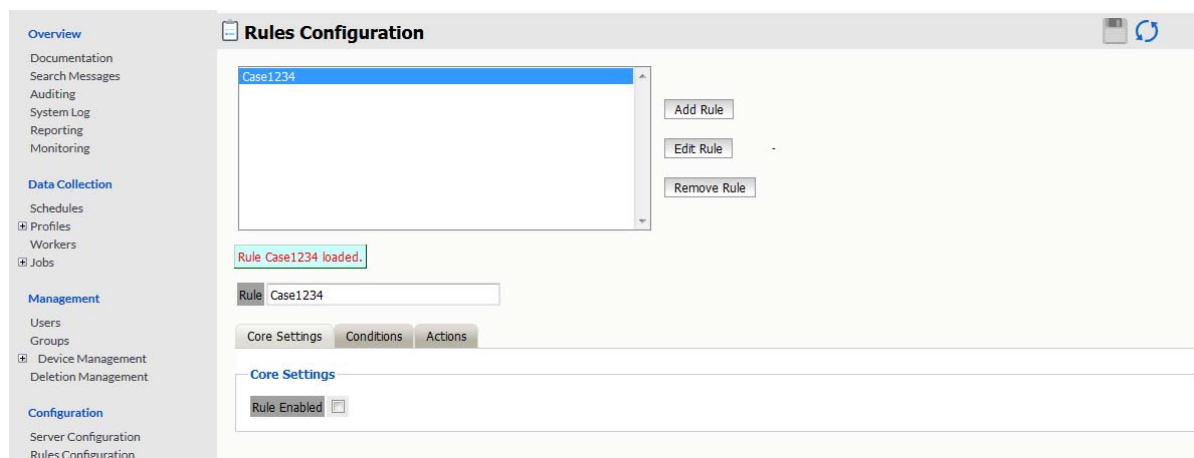 Overview
Documentation
Search Messages
Auditing
System Log
Reporting
Monitoring
Data Collection
Schedules
Profiles
Workers
Jobs
Management
Users
Groups
Device Management
Deletion Management
Configuration
Server Configuration
Rules Configuration
Rules Configuration
Case1234
Add Rule
Edit Rule
Remove Rule
Rule Case1234 loaded.
Rule Case1234
Core Settings Conditions Actions
Core Settings
Rule Enabled